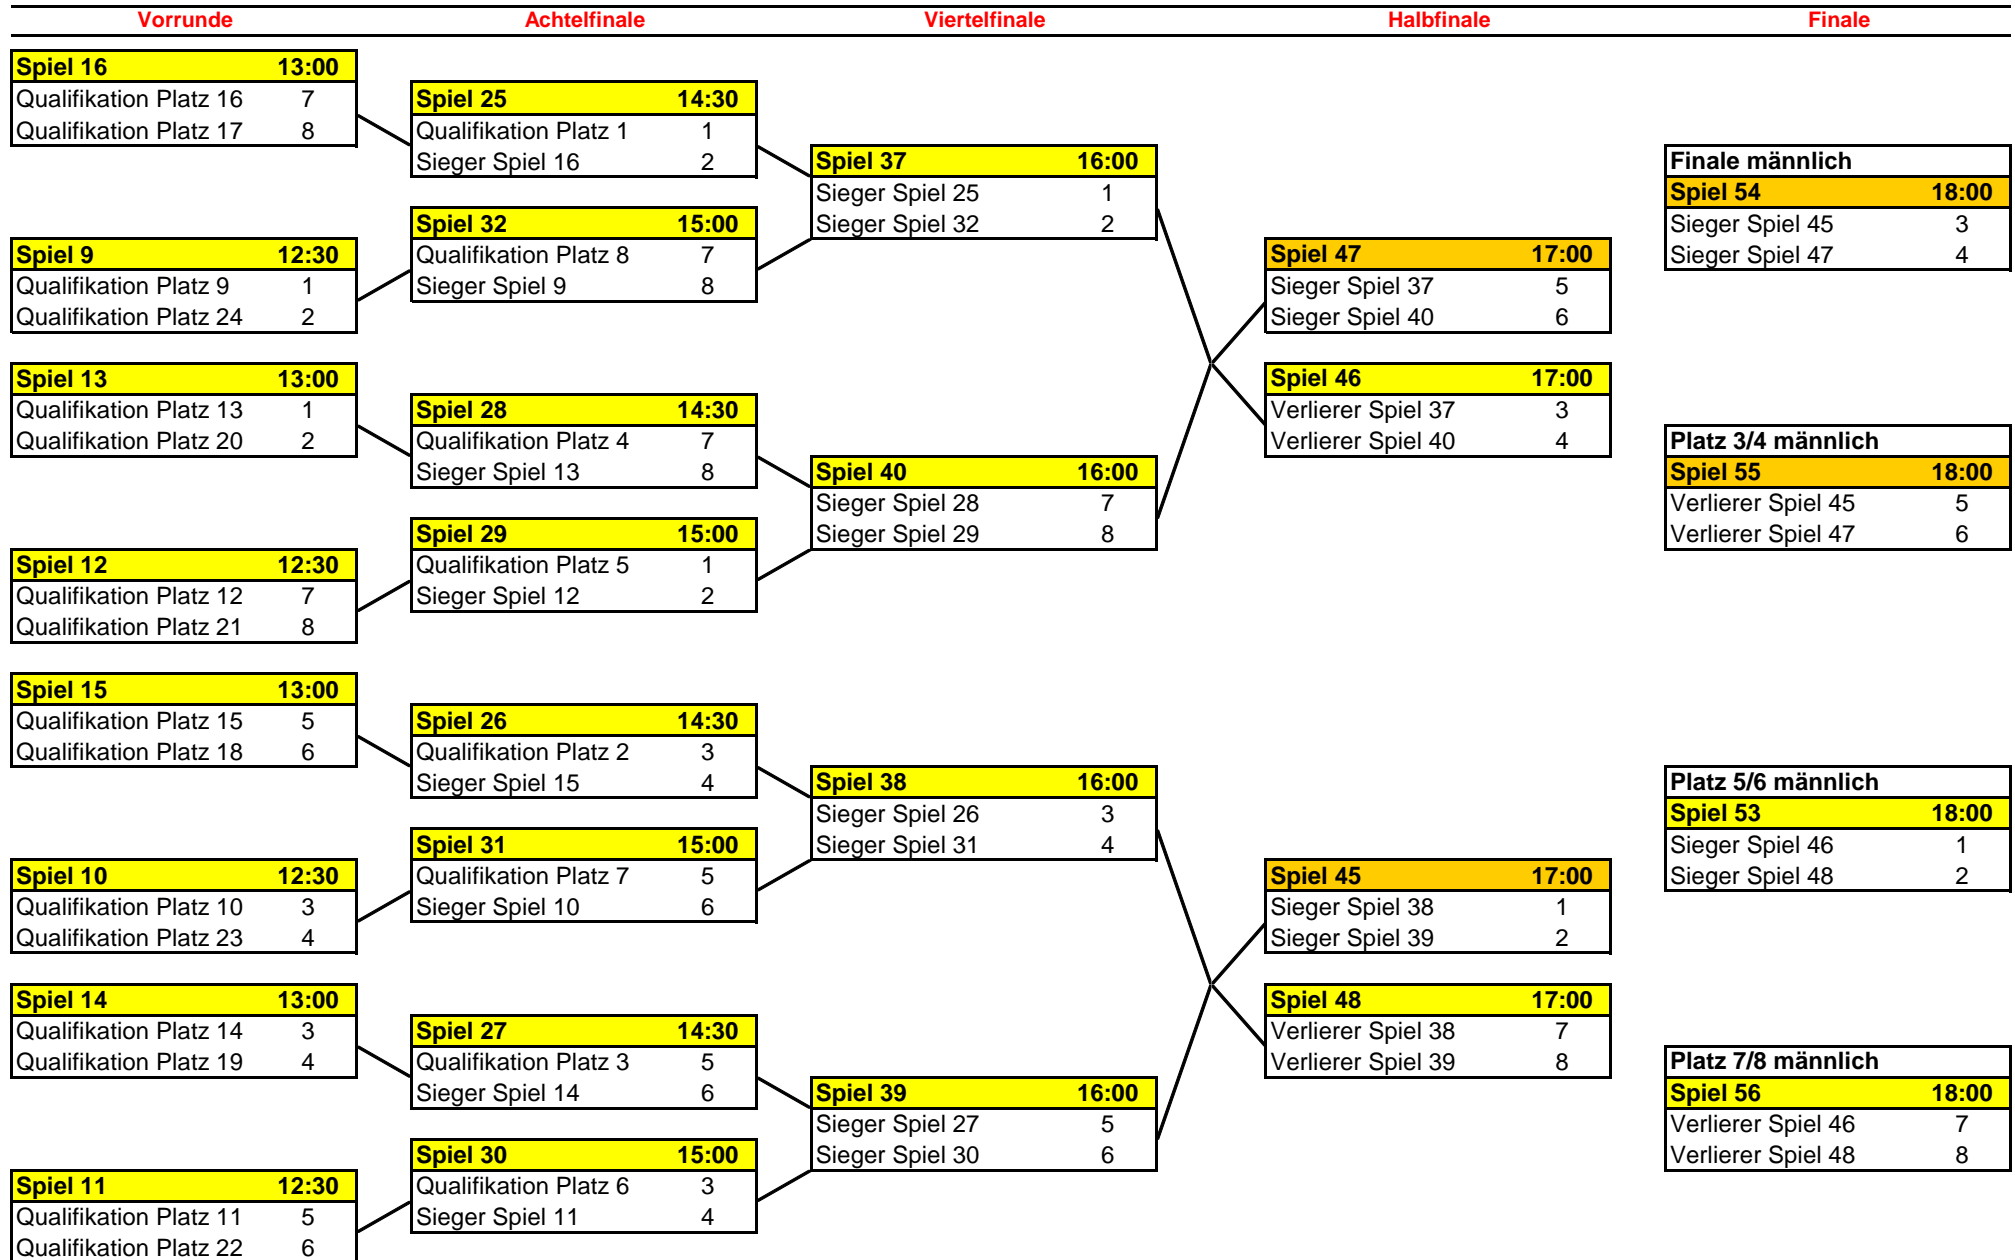 Vorrunde Achtelfinale Viertelfinale Halbfinale Finale
Spiel 16 13:00
Qualifikation Platz 16 7
Qualifikation Platz 17 8
Spiel 9 12:30
Qualifikation Platz 9 1
Qualifikation Platz 24 2
Spiel 13 13:00
Qualifikation Platz 13 1
Qualifikation Platz 20 2
Spiel 12 12:30
Qualifikation Platz 12 7
Qualifikation Platz 21 8
Spiel 15 13:00
Qualifikation Platz 15 5
Qualifikation Platz 18 6
Spiel 10 12:30
Qualifikation Platz 10 3
Qualifikation Platz 23 4
Spiel 14 13:00
Qualifikation Platz 14 3
Qualifikation Platz 19 4
Spiel 11 12:30
Qualifikation Platz 11 5
Qualifikation Platz 22 6
Spiel 25 14:30
Qualifikation Platz 1 1
Sieger Spiel 16 2
Spiel 32 15:00
Qualifikation Platz 8 7
Sieger Spiel 9 8
Spiel 28 14:30
Qualifikation Platz 4 7
Sieger Spiel 13 8
Spiel 29 15:00
Qualifikation Platz 5 1
Sieger Spiel 12 2
Spiel 26 14:30
Qualifikation Platz 2 3
Sieger Spiel 15 4
Spiel 31 15:00
Qualifikation Platz 7 5
Sieger Spiel 10 6
Spiel 27 14:30
Qualifikation Platz 3 5
Sieger Spiel 14 6
Spiel 30 15:00
Qualifikation Platz 6 3
Sieger Spiel 11 4
Spiel 37 16:00
Sieger Spiel 25 1
Sieger Spiel 32 2
Spiel 40 16:00
Sieger Spiel 28 7
Sieger Spiel 29 8
Spiel 38 16:00
Sieger Spiel 26 3
Sieger Spiel 31 4
Spiel 39 16:00
Sieger Spiel 27 5
Sieger Spiel 30 6
Spiel 47 17:00
Sieger Spiel 37 5
Sieger Spiel 40 6
Spiel 46 17:00
Verlierer Spiel 37 3
Verlierer Spiel 40 4
Spiel 45 17:00
Sieger Spiel 38 1
Sieger Spiel 39 2
Spiel 48 17:00
Verlierer Spiel 38 7
Verlierer Spiel 39 8
Finale männlich
Spiel 54 18:00
Sieger Spiel 45 3
Sieger Spiel 47 4
Platz 3/4 männlich
Spiel 55 18:00
Verlierer Spiel 45 5
Verlierer Spiel 47 6
Platz 5/6 männlich
Spiel 53 18:00
Sieger Spiel 46 1
Sieger Spiel 48 2
Platz 7/8 männlich
Spiel 56 18:00
Verlierer Spiel 46 7
Verlierer Spiel 48 8